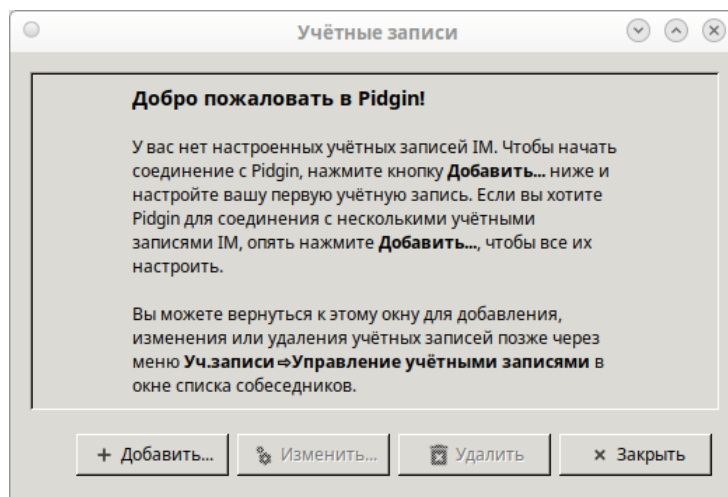 Учётные записи
Добро пожаловать в Pidgin!
У вас нет настроенных учётных записей IM. Чтобы начать
соединение с Pidgin, нажмите кнопку Добавить... ниже и
настройте вашу первую учётную запись. Если вы хотите
Pidgin для соединения с несколькими учётными
записями IM, опять нажмите Добавить..., чтобы все их
настроить.
Вы можете вернуться к этому окну для добавления,
изменения или удаления учётных записей позже через
меню Уч.записи⇨Управление учётными записями в
окне списка собеседников.
Добавить... Изменить... Удалить Закрыть